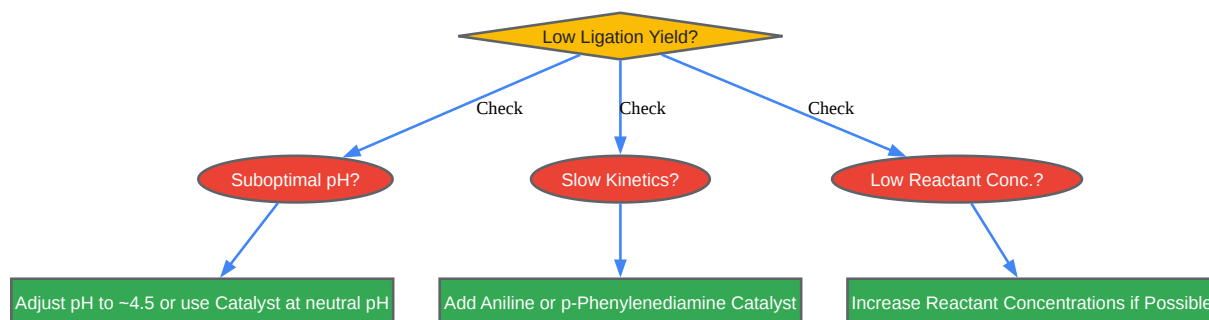 Low Ligation Yield?
Check
Check
Check
Suboptimal pH?
Slow Kinetics?
Low Reactant Conc.?
Adjust pH to ~4.5 or use Catalyst at neutral pH
Add Aniline or p-Phenylenediamine Catalyst
Increase Reactant Concentrations if Possible